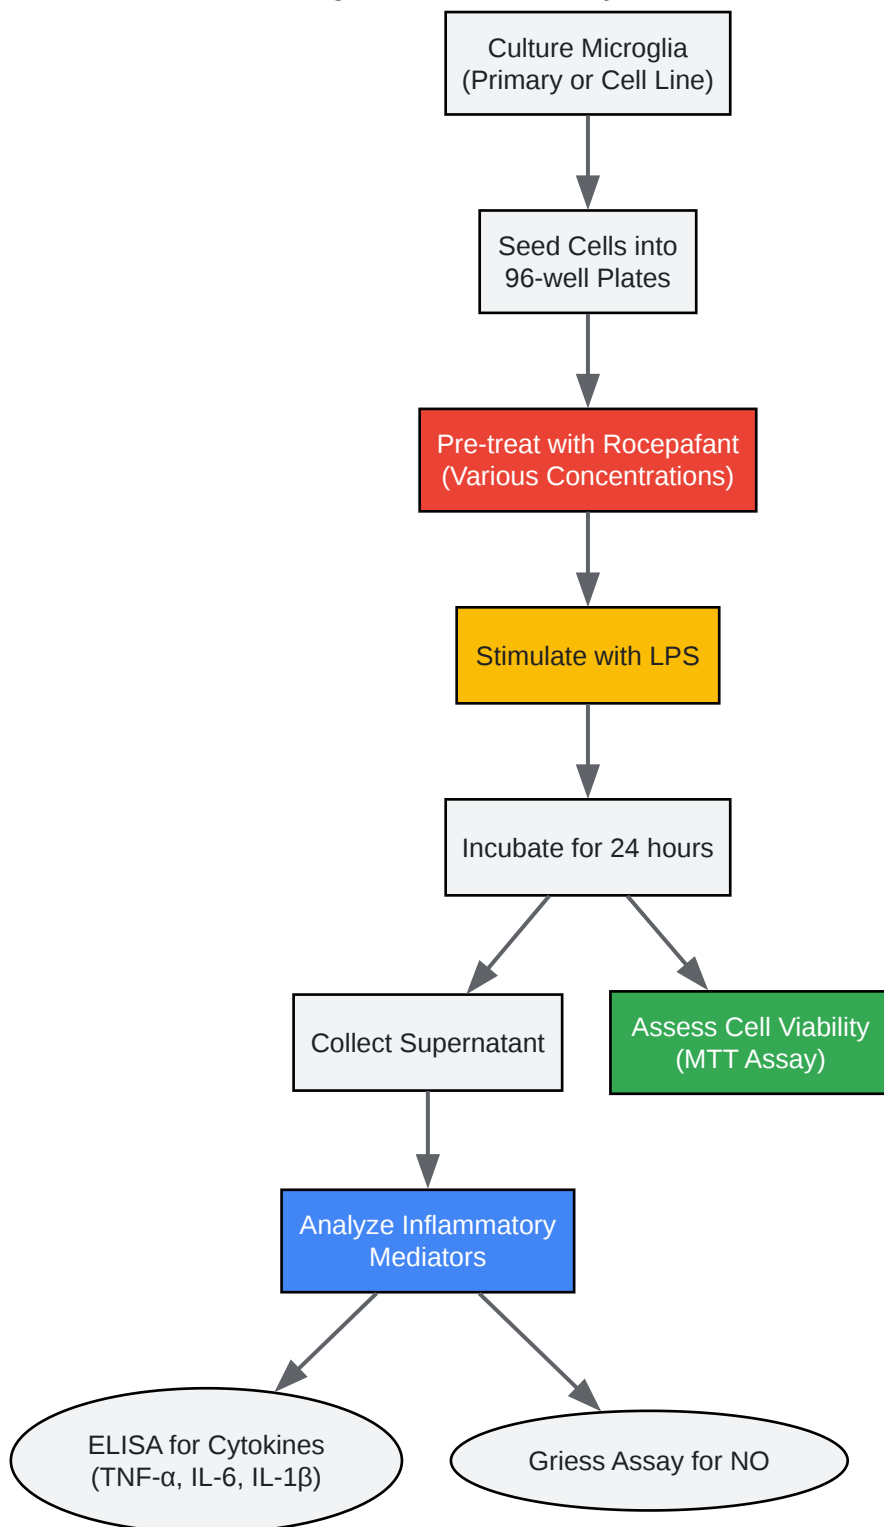 Culture Microglia
(Primary or Cell Line)
Seed Cells into
96-well Plates
Pre-treat with Rocepafant
(Various Concentrations)
Stimulate with LPS
Incubate for 24 hours
Collect Supernatant
Assess Cell Viability
(MTT Assay)
Analyze Inflammatory
Mediators
ELISA for Cytokines
(TNF-α, IL-6, IL-1β)
Griess Assay for NO